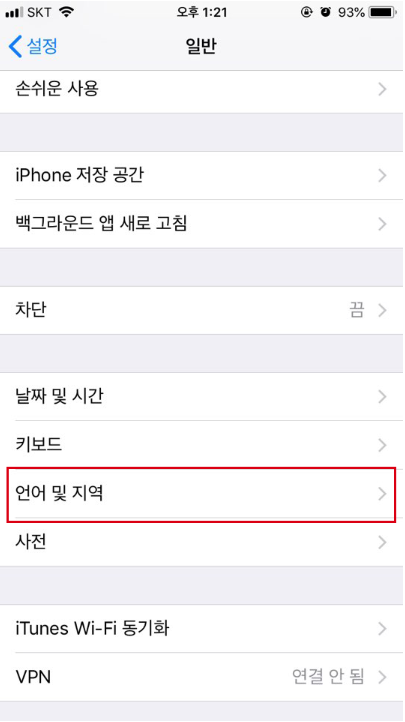 SKT 오후 1:21 93%
설정 일반
손쉬운 사용
iPhone 저장 공간
백그라운드 앱 새로 고침
차단 끔
날짜 및 시간
키보드
언어 및 지역
사전
iTunes Wi-Fi 동기화
VPN 연결 안 됨